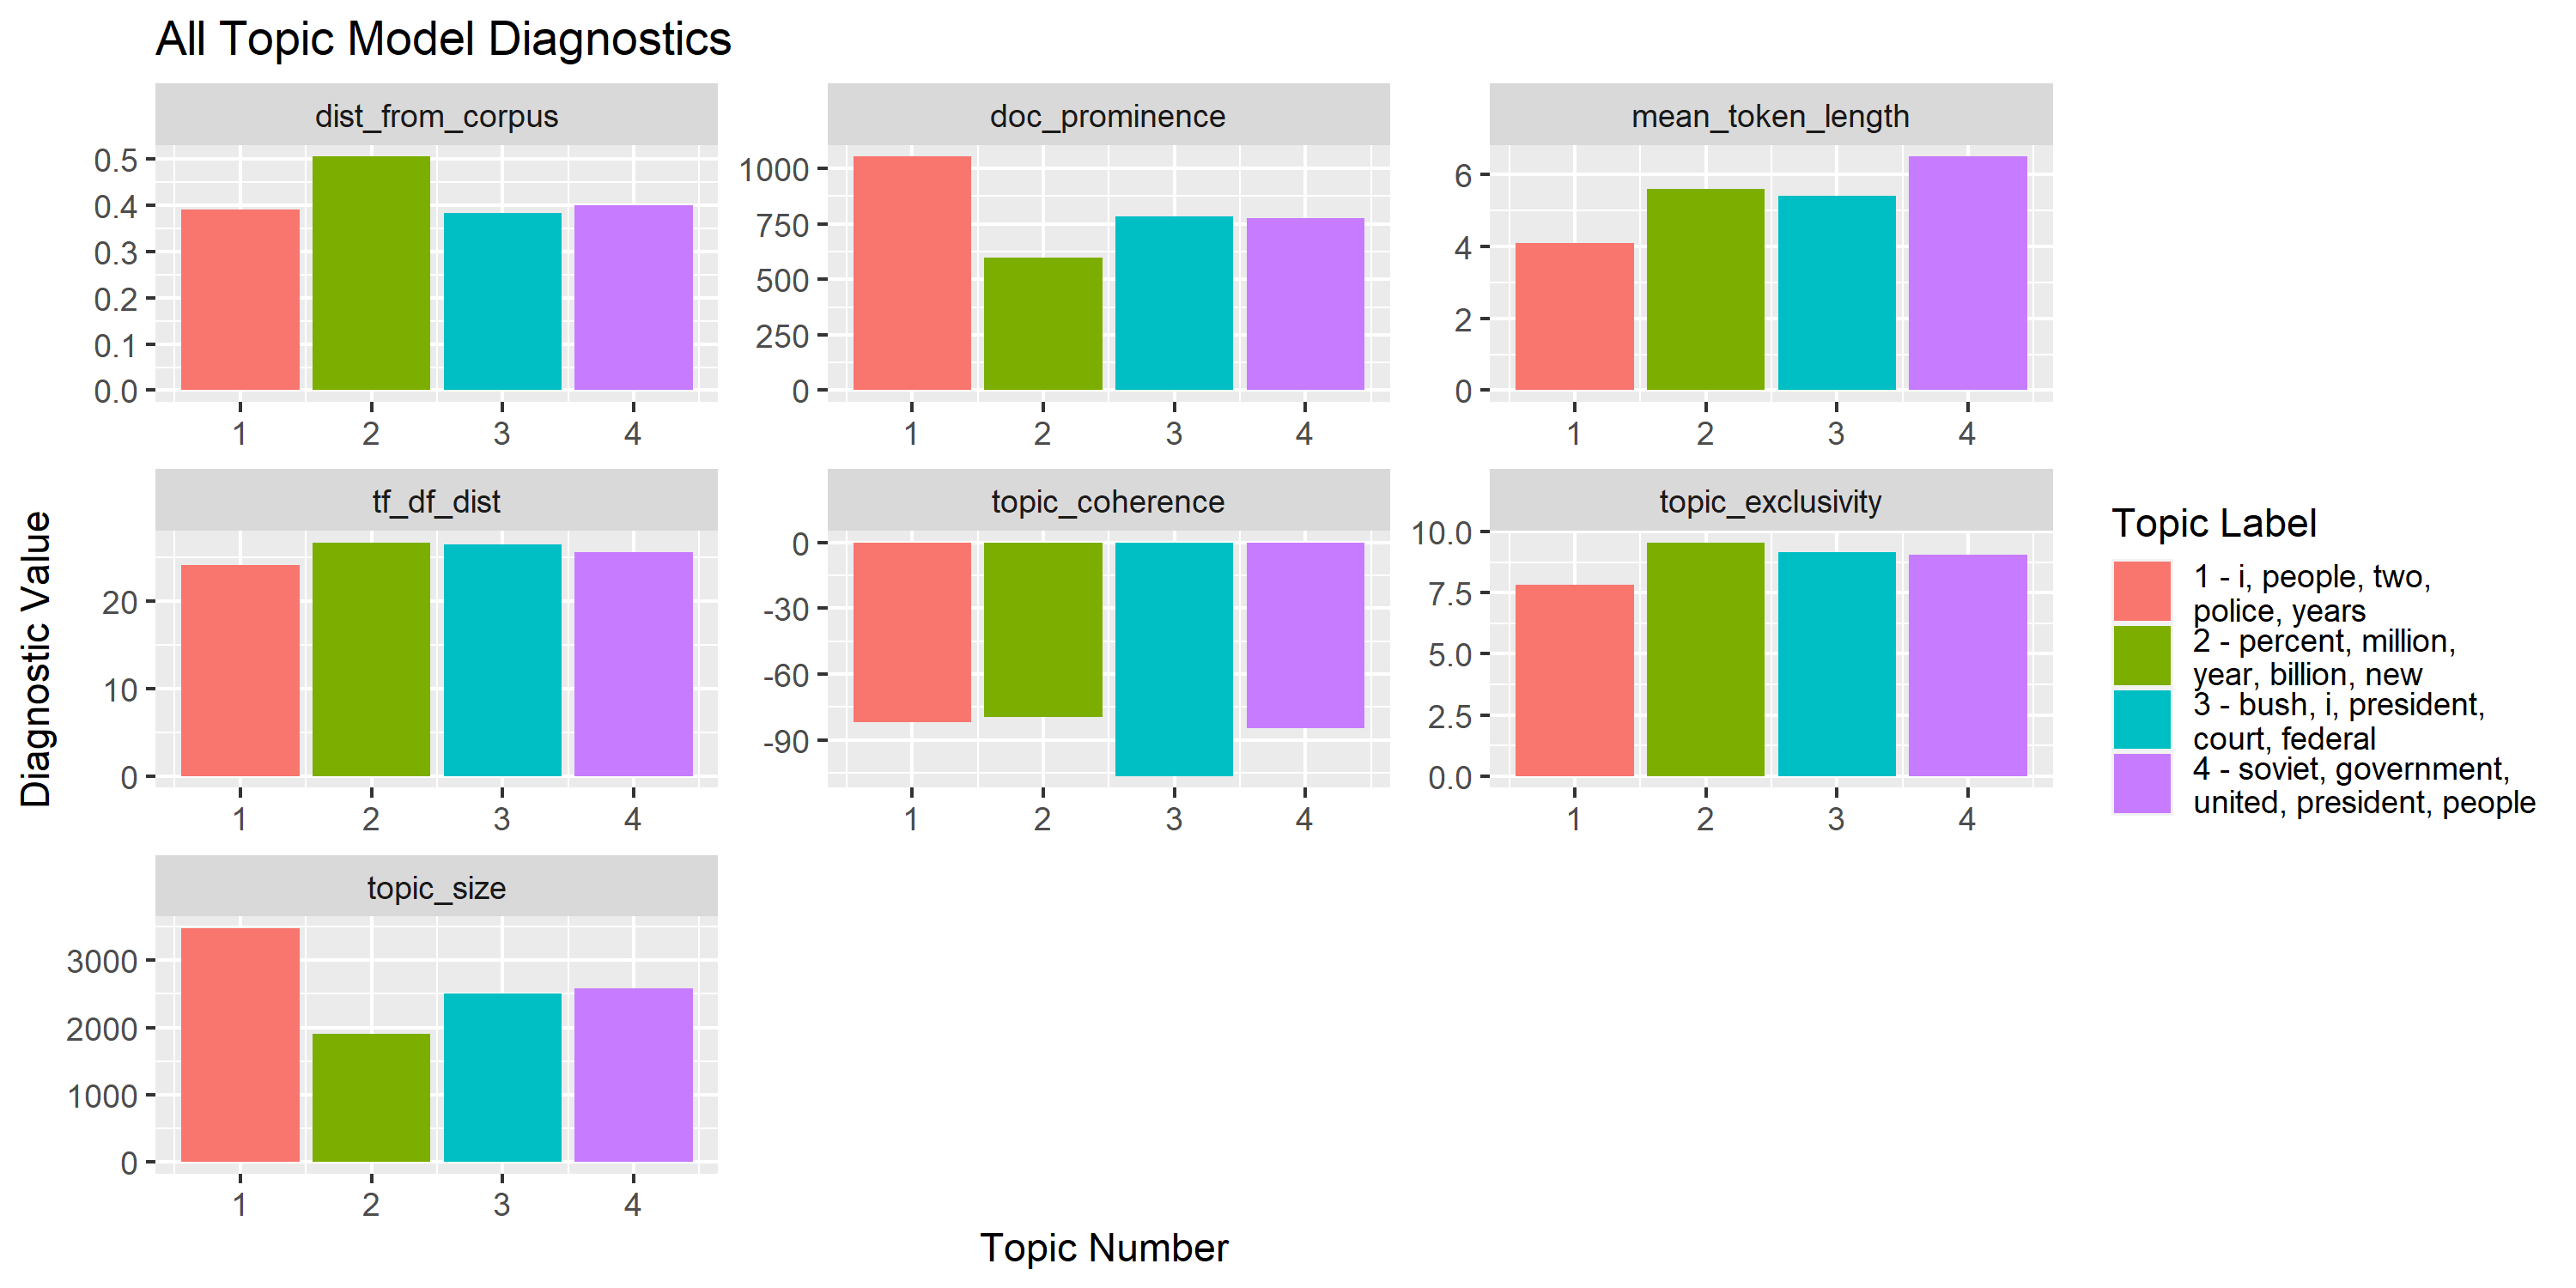 All Topic Model Diagnostics
dist_from_corpus
doc_prominence
mean_token_length
0.5
0.4
0.3
0.2
0.1
0.0
1 2 3 4
1000
750
500
250
0
1 2 3 4
6
4
2
0
1 2 3 4
tf_df_dist
topic_coherence
topic_exclusivity
20
10
0
1 2 3 4
0
-30
-60
-90
1 2 3 4
10.0
7.5
5.0
2.5
0.0
1 2 3 4
topic_size
3000
2000
1000
0
1 2 3 4
Diagnostic Value
Topic Number
Topic Label
1 - i, people, two,
police, years
2 - percent, million,
year, billion, new
3 - bush, i, president,
court, federal
4 - soviet, government,
united, president, people